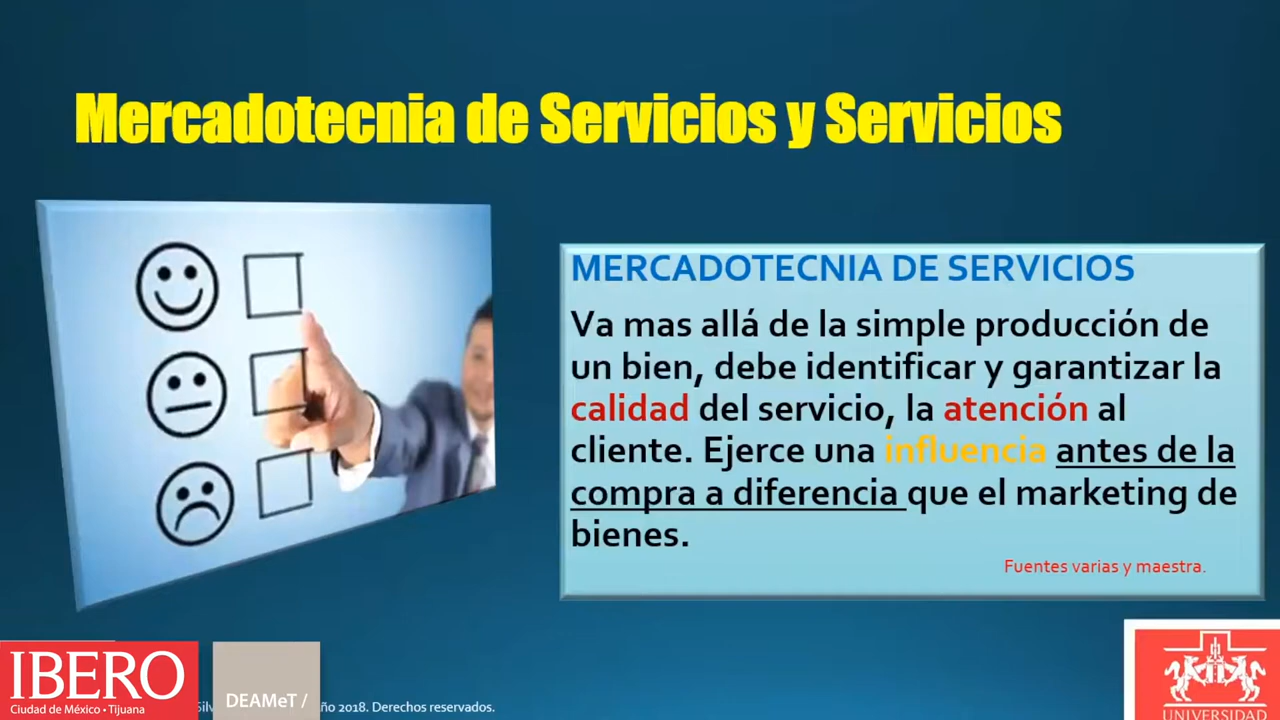 Mercadotecnia de Servicios y Servicios
MERCADOTECNIA DE SERVICIOS
Va mas allá de la simple producción de
un bien, debe identificar y garantizar la
calidad del servicio, la atención al
cliente. Ejerce una influencia antes de la
compra a diferencia que el marketing de
bienes.
Fuentes varias y maestra.
IBERO
Ciudad de México • Tijuana
DEAMeT /
2018. Derechos reservados.
UNIVERSIDAD